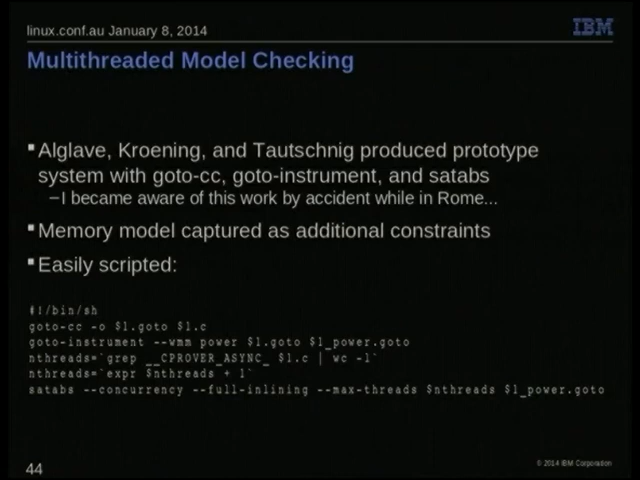 linux.conf.au January 8, 2014
IBM
Multithreaded Model Checking
▪Alglave, Kroening, and Tautschnig produced prototype
system with goto-cc, goto-instrument, and satabs
–I became aware of this work by accident while in Rome...
▪Memory model captured as additional constraints
▪Easily scripted:
#!/bin/sh
goto-cc -o $1.goto $1.c
goto-instrument --wmm power $1.goto $1_power.goto
nthreads=`grep __CPROVER_ASYNC_ $1.c | wc -l`
nthreads=`expr $nthreads + 1`
satabs --concurrency --full-inlining --max-threads $nthreads $1_power.goto
44
© 2014 IBM Corporation